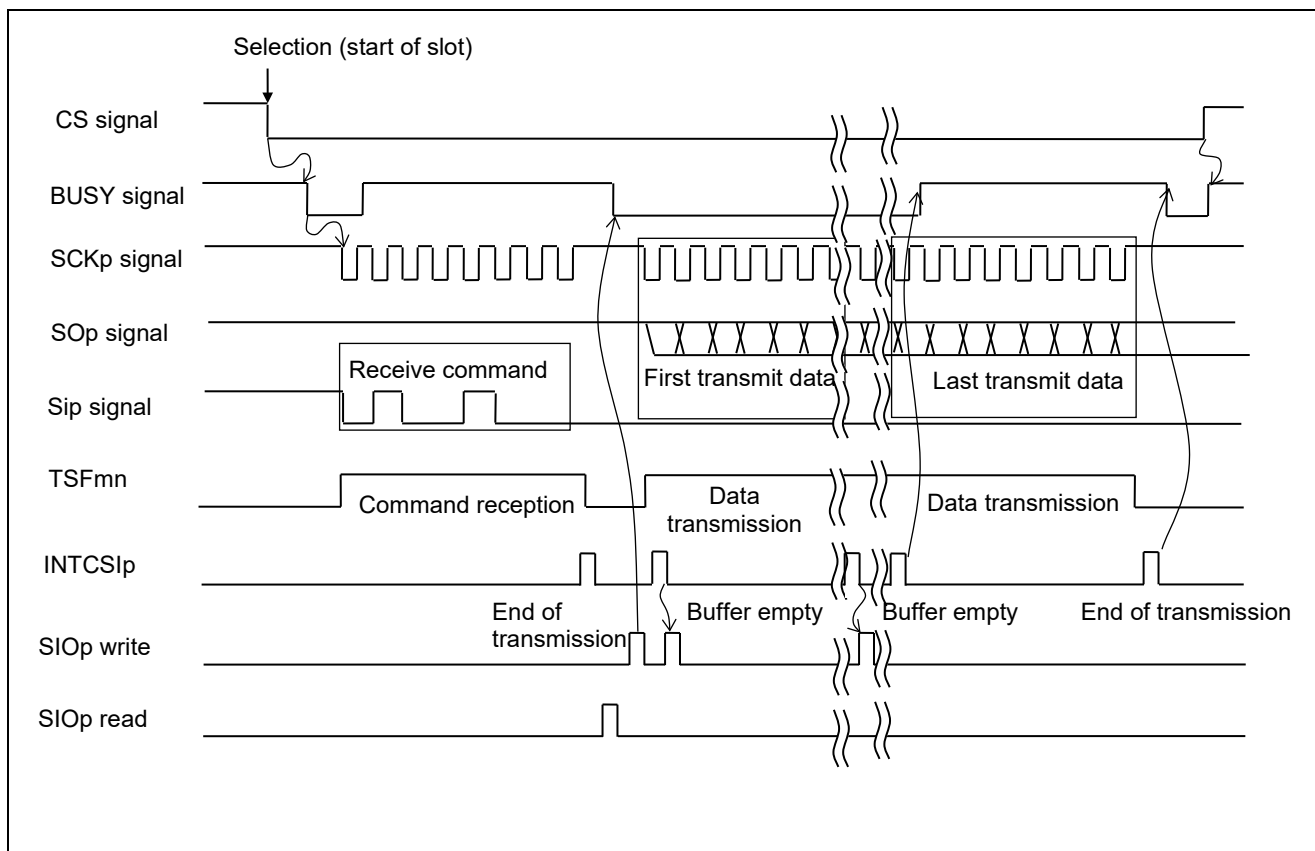 Selection (start of slot)
CS signal
BUSY signal
SCKp signal
SOp signal
Receive command
First transmit data
Last transmit data
Sip signal
TSFmn
Command reception
Data
transmission
Data transmission
INTCSIp
End of
transmission
Buffer empty
Buffer empty
End of transmission
SIOp write
SIOp read